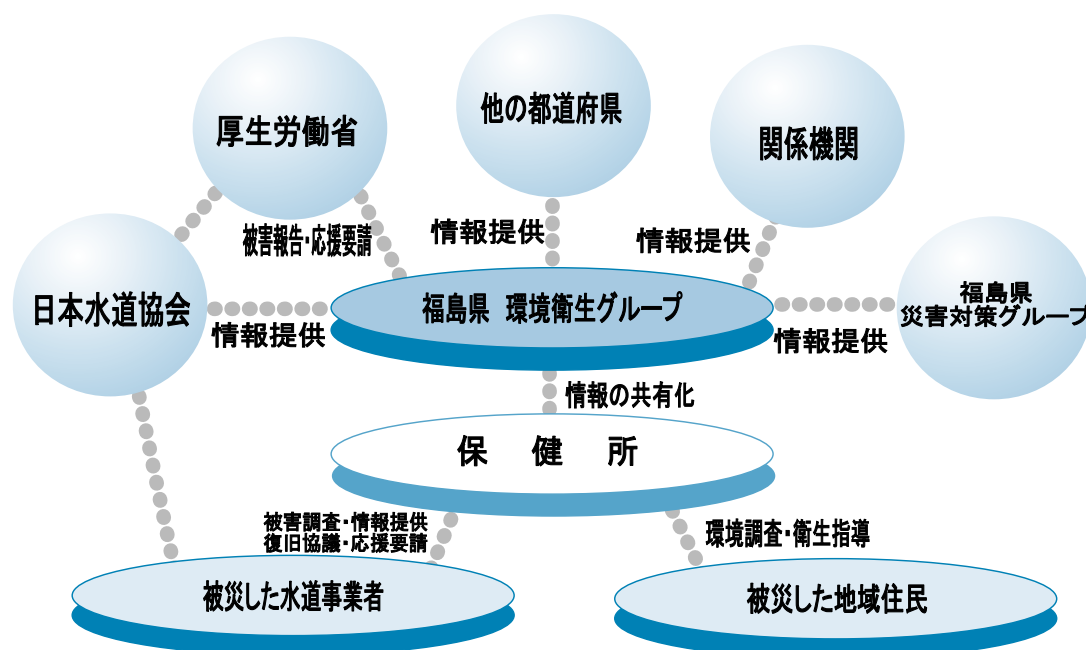 他の都道府県
厚生労働省
関係機関
被害報告・応援要請
情報提供
情報提供
日本水道協会
福島県 環境衛生グループ
福島県
災害対策グループ
情報提供
情報提供
情報の共有化
保 健 所
被害調査・情報提供
復旧協議・応援要請
環境調査・衛生指導
被災した水道事業者
被災した地域住民